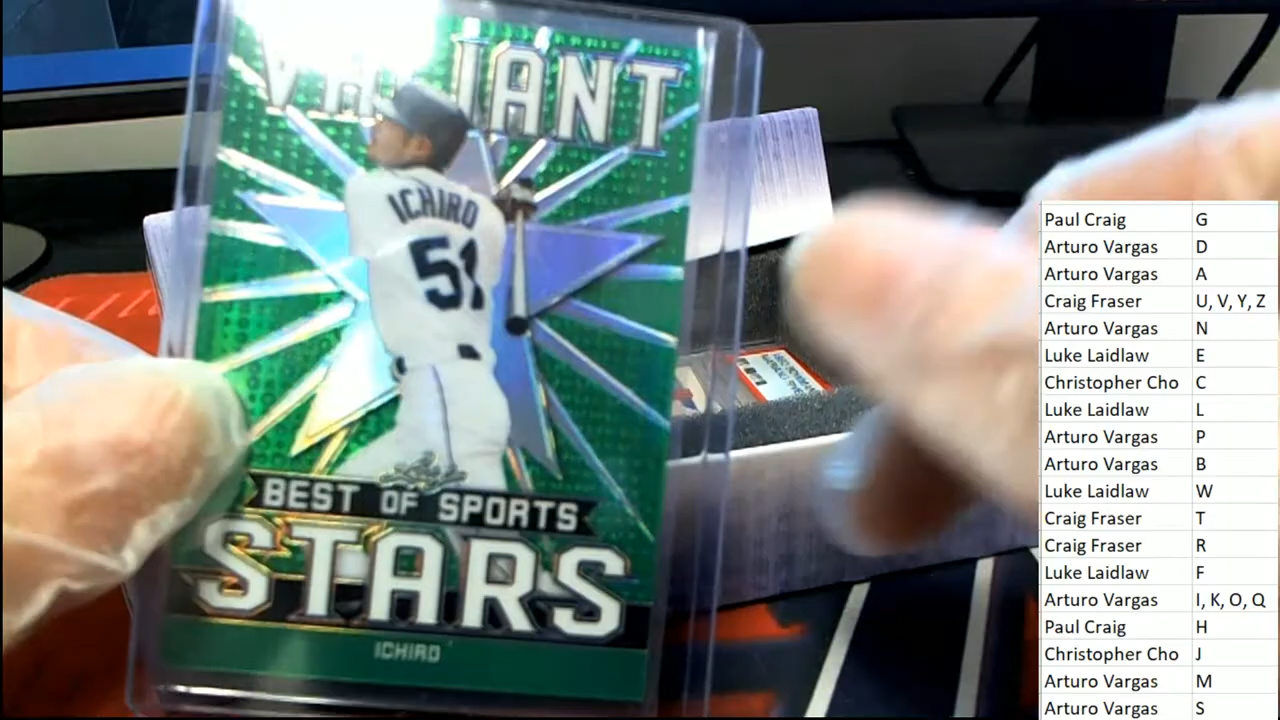 IANT
ICHIRO
51
BEST OF SPORTS
STARS
ICHIRO
Paul Craig G
Arturo Vargas D
Arturo Vargas A
Craig Fraser U, V, Y, Z
Arturo Vargas N
Luke Laidlaw E
Christopher Cho C
Luke Laidlaw L
Arturo Vargas P
Arturo Vargas B
Luke Laidlaw W
Craig Fraser T
Craig Fraser R
Luke Laidlaw F
Arturo Vargas I, K, O, Q
Paul Craig H
Christopher Cho J
Arturo Vargas M
Arturo Vargas S